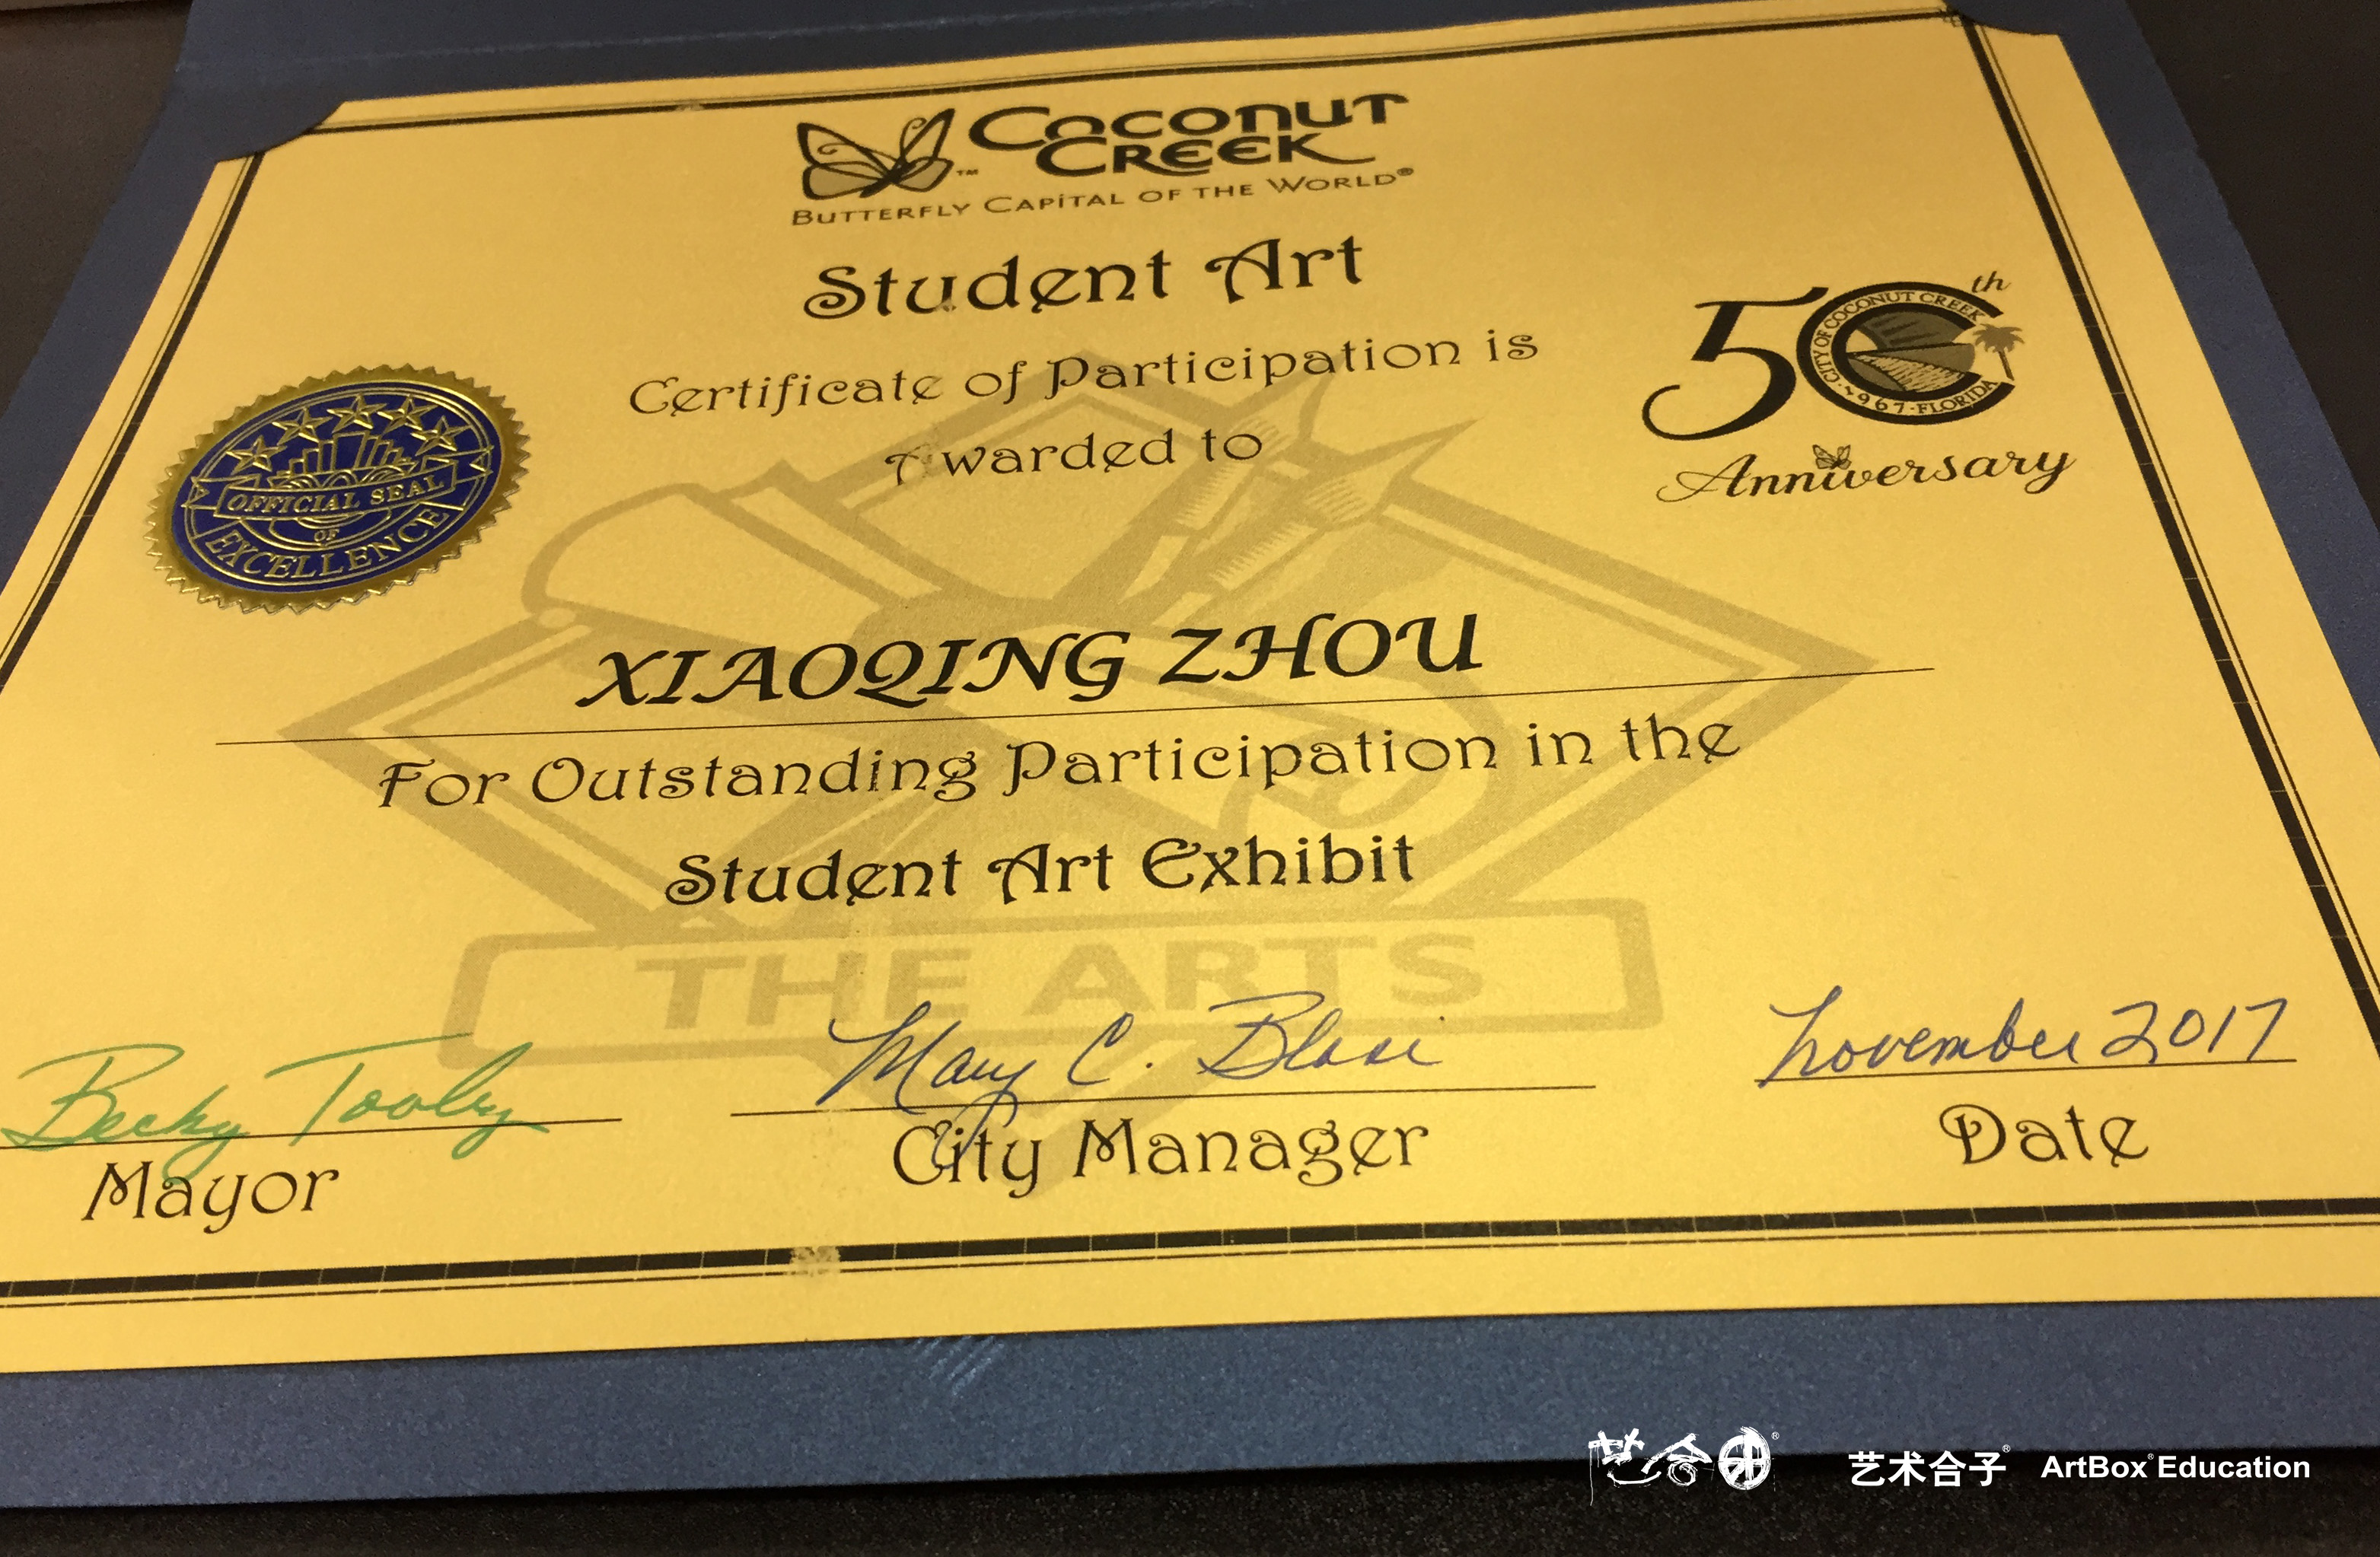 COCONUT
CREEK™
BUTTERFLY CAPITAL OF THE WORLD®
Student Art
Certificate of Participation is
Awarded to
OFFICIAL SEAL
OF
EXCELLENCE
50th
CITY OF COCONUT CREEK
1967 · FLORIDA
Anniversary
XIAOQING ZHOU
For Outstanding Participation in the
Student Art Exhibit
THE ARTS
Becky Tooley
Mayor
Mary C. Blasi
City Manager
November 2017
Date
艺术合子® ArtBox® Education